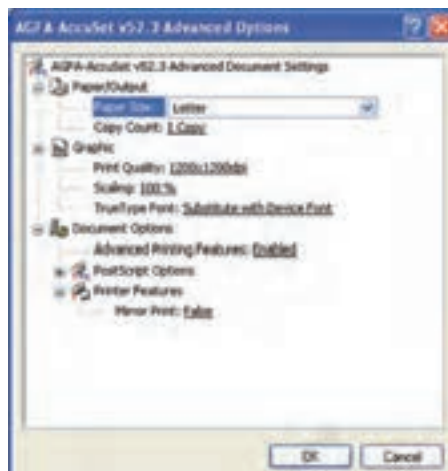 AGFA AccuSet v52.3 Advanced Options
AGFA-AccuSet v52.3 Advanced Document Settings
Paper/Output
Paper Size: Letter
Copy Count: 1 Copy
Graphic
Print Quality: 1200x1200dpi
Scaling: 100 %
TrueType Font: Substitute with Device Font
Document Options
Advanced Printing Features: Enabled
PostScript Options
Printer Features
Mirror Print: False
OK Cancel